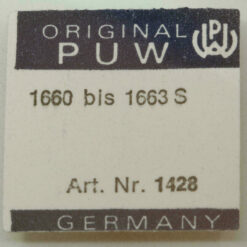 ORIGINAL
PUW
1660 bis 1663 S
Art. Nr. 1428
GERMANY